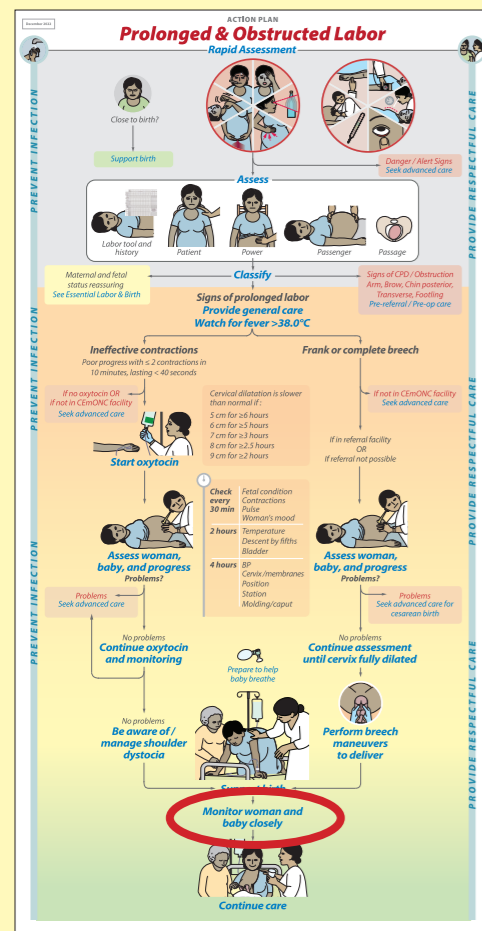 December 2022
ACTION PLAN
Prolonged & Obstructed Labor
Rapid Assessment
Close to birth?
Support birth
Danger / Alert Signs
Seek advanced care
Assess
Labor tool and
history
Patient
Power
Passenger
Passage
Maternal and fetal
status reassuring
See Essential Labor & Birth
Classify
Signs of CPD / Obstruction
Arm, Brow, Chin posterior,
Transverse, Footling
Pre-referral / Pre-op care
Signs of prolonged labor
Provide general care
Watch for fever >38.0°C
Ineffective contractions
Poor progress with ≤ 2 contractions in
10 minutes, lasting < 40 seconds
Frank or complete breech
If no oxytocin OR
if not in CEmONC facility
Seek advanced care
Start oxytocin
Cervical dilatation is slower
than normal if :
5 cm for ≥6 hours
6 cm for ≥5 hours
7 cm for ≥3 hours
8 cm for ≥2.5 hours
9 cm for ≥2 hours
If not in CEmONC facility
Seek advanced care
If in referral facility
OR
If referral not possible
Check every 30 min
Fetal condition
Contractions
Pulse
Woman's mood
2 hours
Temperature
Descent by fifths
Bladder
4 hours
BP
Cervix/membranes
Position
Station
Molding/caput
Assess woman,
baby, and progress
Problems?
Problems
Seek advanced care
No problems
Continue oxytocin
and monitoring
No problems
Be aware of /
manage shoulder
dystocia
Assess woman,
baby, and progress
Problems?
Problems
Seek advanced care for
cesarean birth
No problems
Continue assessment
until cervix fully dilated
Perform breech
maneuvers
to deliver
Prepare to help
baby breathe
Support birth
Monitor woman and
baby closely
Continue care
PREVENT INFECTION
PREVENT INFECTION
PREVENT INFECTION
PROVIDE RESPECTFUL CARE
PROVIDE RESPECTFUL CARE
PROVIDE RESPECTFUL CARE